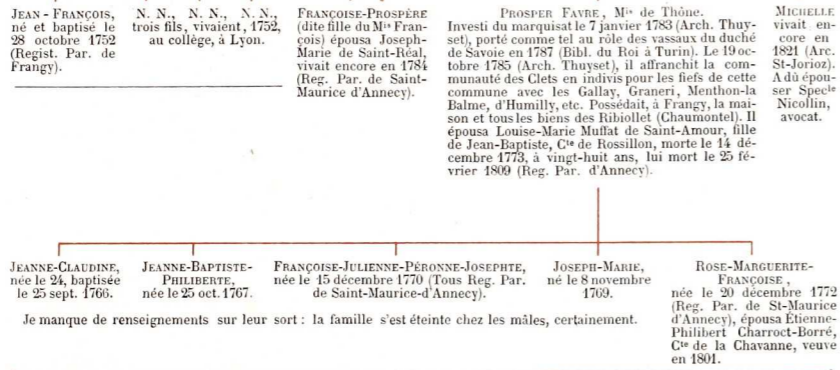 JEAN-FRANÇOIS,
né et baptisé le
28 octobre 1752
(Regist. Par. de
Frangy).
N. N., N. N., N. N.,
trois fils, vivaient, 1752,
au collège, à Lyon.
FRANÇOISE-PROSPÈRE
(dite fille du Mis Fran-
çois) épousa Joseph-
Marie de Saint-Réal,
vivait encore en 1784
(Reg. Par. de Saint-
Maurice d'Annecy).
PROSPER FAVRE, Mis de Thône.
Investi du marquisat le 7 janvier 1783 (Arch. Thuy-
set), porté comme tel au rôle des vassaux du duché
de Savoie en 1787 (Bibl. du Roi à Turin). Le 19 oc-
tobre 1785 (Arch. Thuyset), il affranchit la com-
munauté des Clets en indivis pour les fiefs de cette
commune avec les Gallay, Graneri, Menthon-la
Balme, d'Humilly, etc. Possédait, à Frangy, la mai-
son et tous les biens des Ribiollet (Chaumontel). Il
épousa Louise-Marie Muffat de Saint-Amour, fille
de Jean-Baptiste, Cte de Rossillon, morte le 14 dé-
cembre 1773, à vingt-huit ans, lui mort le 25 fé-
vrier 1809 (Reg. Par. d'Annecy).
MICHELLE
vivait en-
core en
1821 (Arc.
St-Jorioz).
A dû épou-
ser Specle
Nicollin,
avocat.
JEANNE-CLAUDINE,
née le 24, baptisée
le 25 sept. 1766.
JEANNE-BAPTISTE-
PHILIBERTE,
née le 25 oct. 1767.
FRANÇOISE-JULIENNE-PÉRONNE-JOSEPHTE,
née le 15 décembre 1770 (Tous Reg. Par.
de Saint-Maurice-d'Annecy).
JOSEPH-MARIE,
né le 8 novembre
1769.
ROSE-MARGUERITE-
FRANÇOISE,
née le 20 décembre 1772
(Reg. Par. de St-Maurice
d'Annecy), épousa Étienne-
Philibert Charroct-Borré,
Cte de la Chavanne, veuve
en 1801.
Je manque de renseignements sur leur sort : la famille s'est éteinte chez les mâles, certainement.